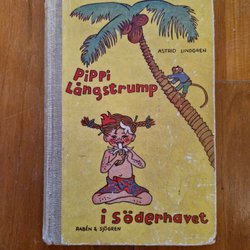 ASTRID LINDGREN
Pippi
Långstrump
i Söderhavet
RABÉN & SJÖGREN